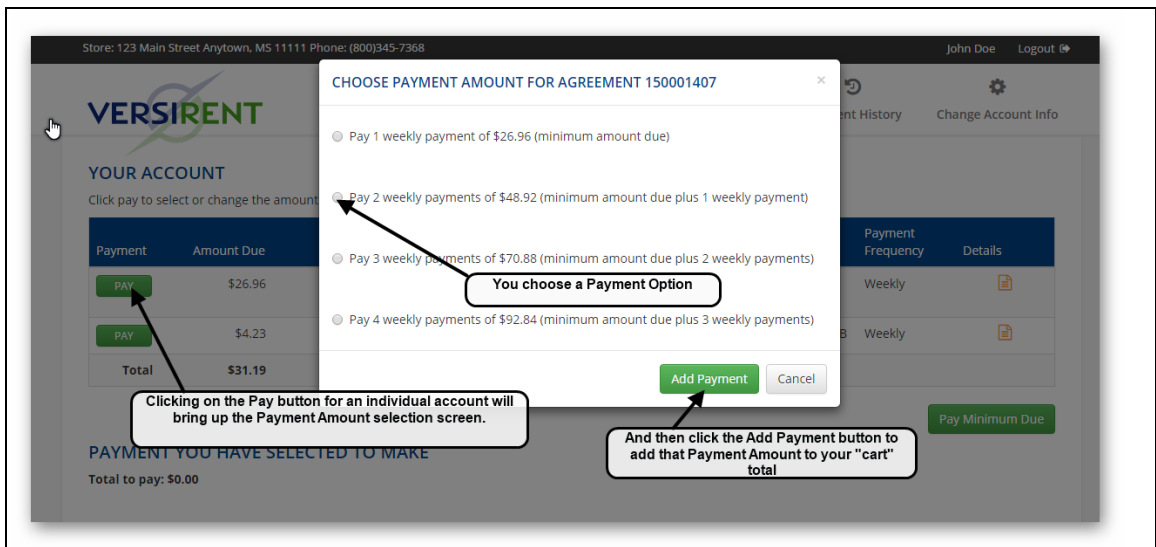 Store: 123 Main Street Anytown, MS 11111 Phone: (800)345-7368
John Doe Logout
VERSIRENT
ent History
Change Account Info
CHOOSE PAYMENT AMOUNT FOR AGREEMENT 150001407 ×
Pay 1 weekly payment of $26.96 (minimum amount due)
Pay 2 weekly payments of $48.92 (minimum amount due plus 1 weekly payment)
Pay 3 weekly payments of $70.88 (minimum amount due plus 2 weekly payments)
Pay 4 weekly payments of $92.84 (minimum amount due plus 3 weekly payments)
Add Payment Cancel
You choose a Payment Option
YOUR ACCOUNT
Click pay to select or change the amount
Payment Amount Due Payment
Frequency Details
PAY $26.96 Weekly
PAY $4.23 B Weekly
Total $31.19
Clicking on the Pay button for an individual account will
bring up the Payment Amount selection screen.
Pay Minimum Due
And then click the Add Payment button to
add that Payment Amount to your "cart"
total
PAYMENT YOU HAVE SELECTED TO MAKE
Total to pay: $0.00